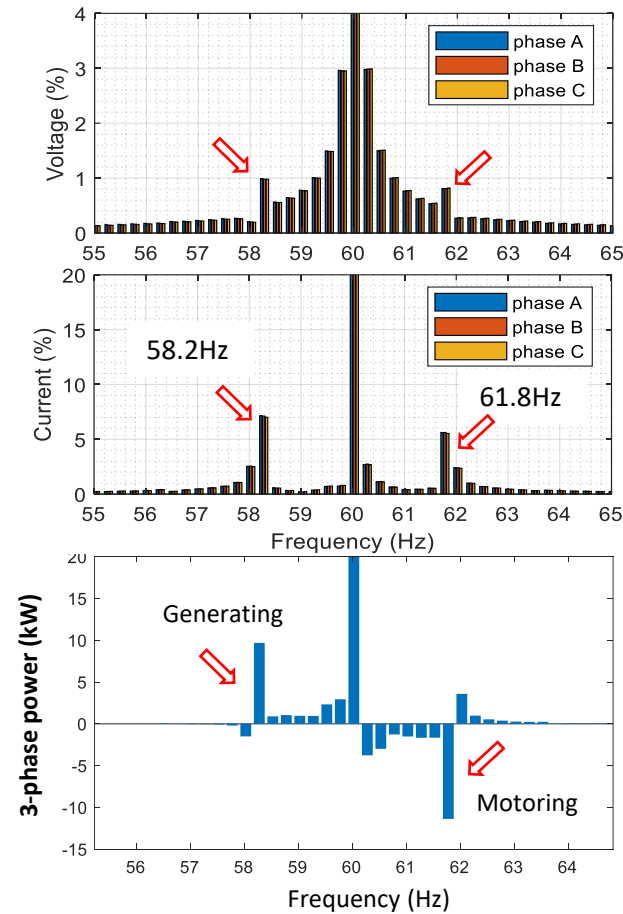 Voltage (%)
4
3
2
1
0
phase A
phase B
phase C
55 56 57 58 59 60 61 62 63 64 65
Current (%)
20
15
10
5
0
58.2Hz
61.8Hz
phase A
phase B
phase C
55 56 57 58 59 60 61 62 63 64 65
Frequency (Hz)
3-phase power (kW)
20
15
10
5
0
-5
-10
-15
Generating
Motoring
56 57 58 59 60 61 62 63 64
Frequency (Hz)